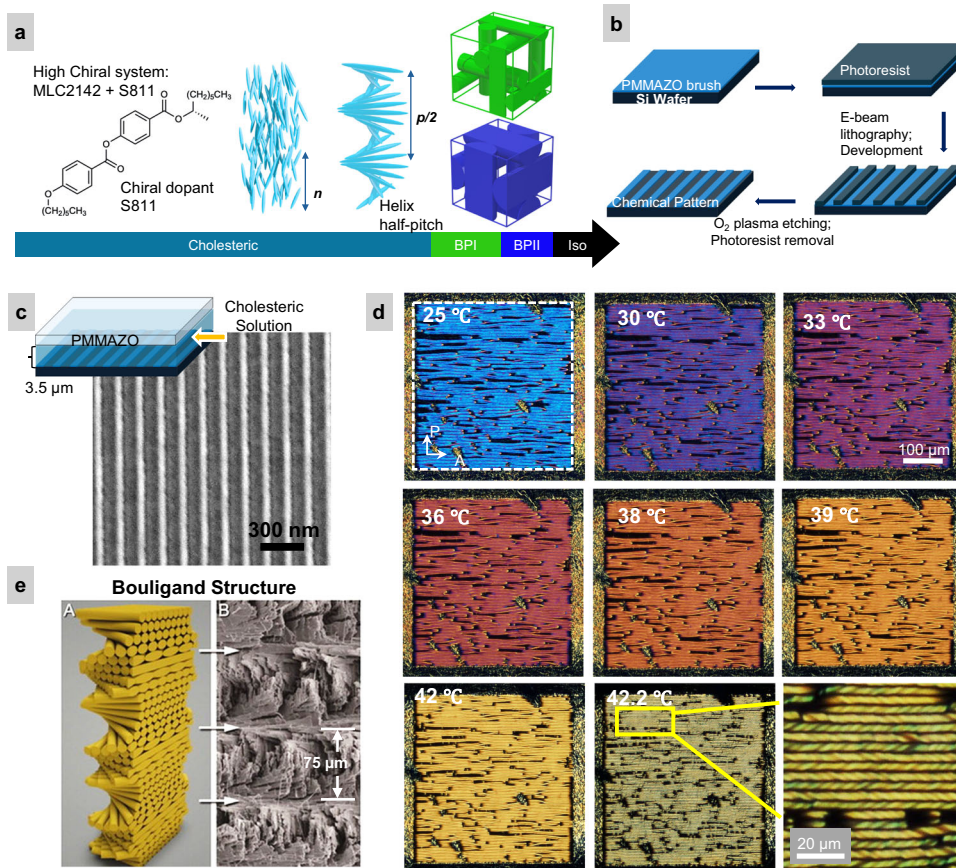 a
High Chiral system:
MLC2142 + S811
(CH₂)₅CH₃
O
O
O
O
O
(CH₂)₅CH₃
Chiral dopant
S811
n
p/2
Helix
half-pitch
Cholesteric
BPI
BPII
Iso
b
PMMAZO brush
Si Wafer
Photoresist
E-beam
lithography;
Development
Chemical Pattern
O₂ plasma etching;
Photoresist removal
c
Cholesteric
Solution
PMMAZO
3.5 μm
300 nm
d
25 ℃
P
A
30 ℃
33 ℃
100 μm
36 ℃
38 ℃
39 ℃
42 ℃
42.2 ℃
20 μm
e
Bouligand Structure
A
B
75 μm